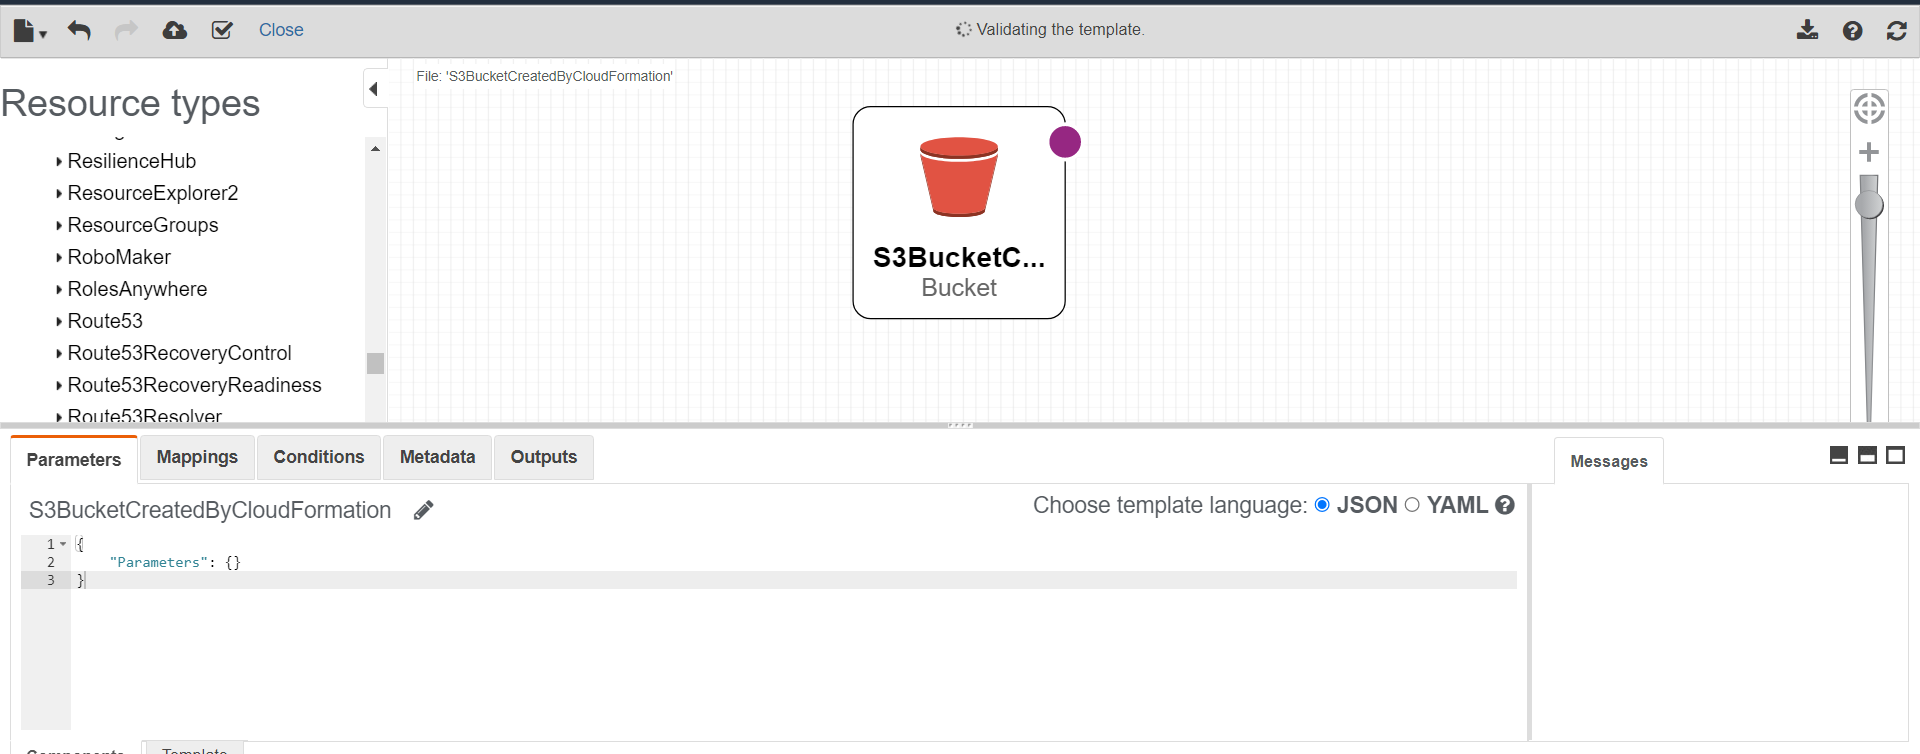 Close
Validating the template.
File: 'S3BucketCreatedByCloudFormation'
Resource types
ResilienceHub
ResourceExplorer2
ResourceGroups
RoboMaker
RolesAnywhere
Route53
Route53RecoveryControl
Route53RecoveryReadiness
Route53Resolver
S3BucketC...
Bucket
Parameters
Mappings
Conditions
Metadata
Outputs
Messages
S3BucketCreatedByCloudFormation
Choose template language: JSON YAML
1 {
2 "Parameters": {}
3 }
Components
Template